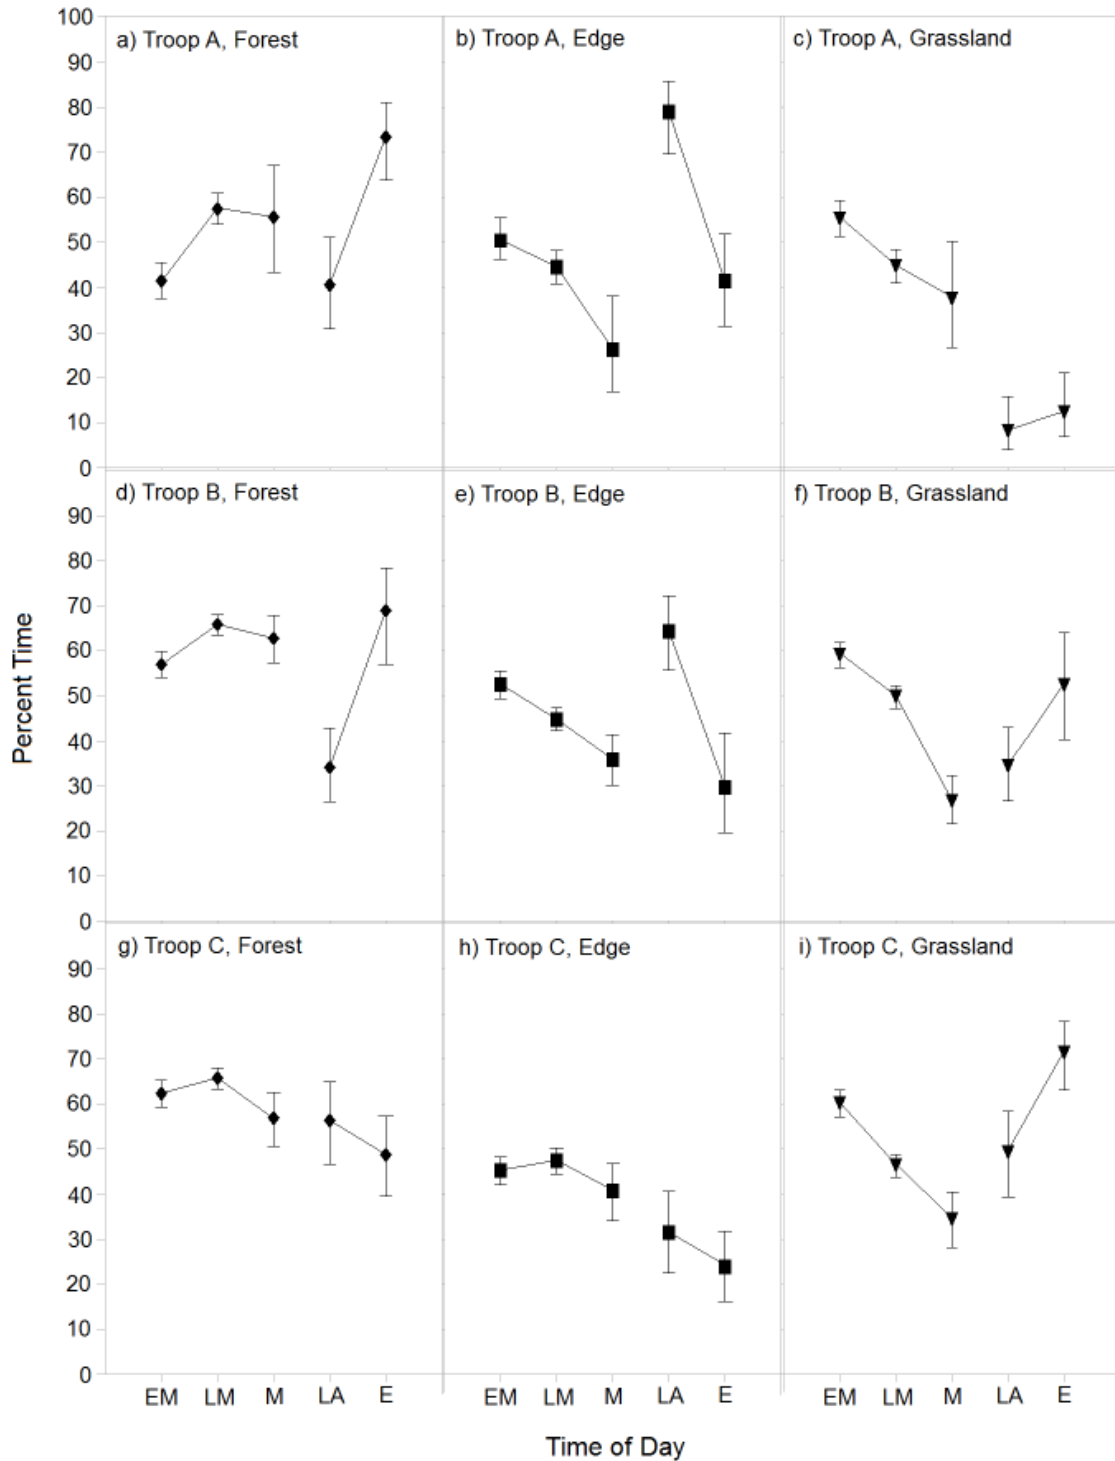 100
90
80
70
60
50
40
30
20
10
0
a) Troop A, Forest
b) Troop A, Edge
c) Troop A, Grassland
90
80
70
60
50
40
30
20
10
0
d) Troop B, Forest
e) Troop B, Edge
f) Troop B, Grassland
Percent Time
90
80
70
60
50
40
30
20
10
0
g) Troop C, Forest
h) Troop C, Edge
i) Troop C, Grassland
EM LM M LA E
EM LM M LA E
EM LM M LA E
Time of Day